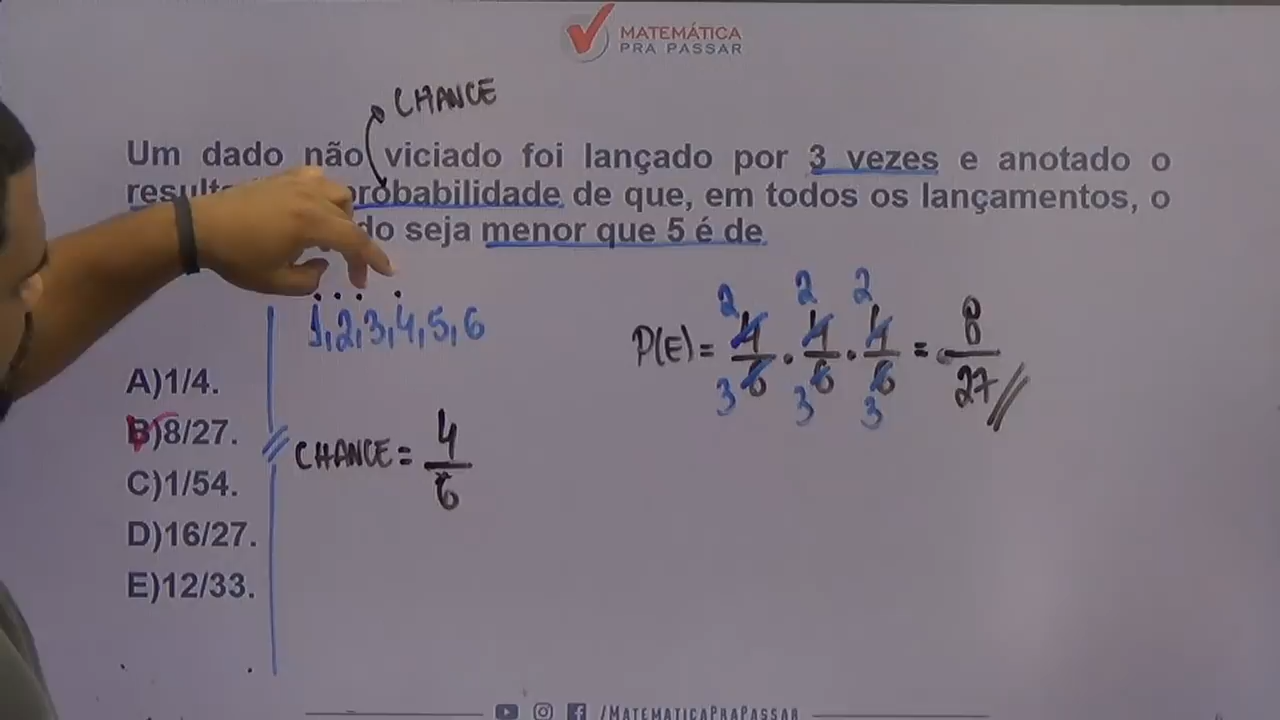 MATEMÁTICA
PRA PASSAR
CHANCE
Um dado não viciado foi lançado por 3 vezes e anotado o
probabilidade de que, em todos os lançamentos, o
seja menor que 5 é de
1, 2, 3, 4, 5, 6
P(E) = 4/6 . 4/6 . 4/6 = 8/27 //
2 2 2
3 3 3
A)1/4.
B)8/27.
C)1/54.
D)16/27.
E)12/33.
CHANCE = 4/6
/MATEMATICAPRAPASSAR